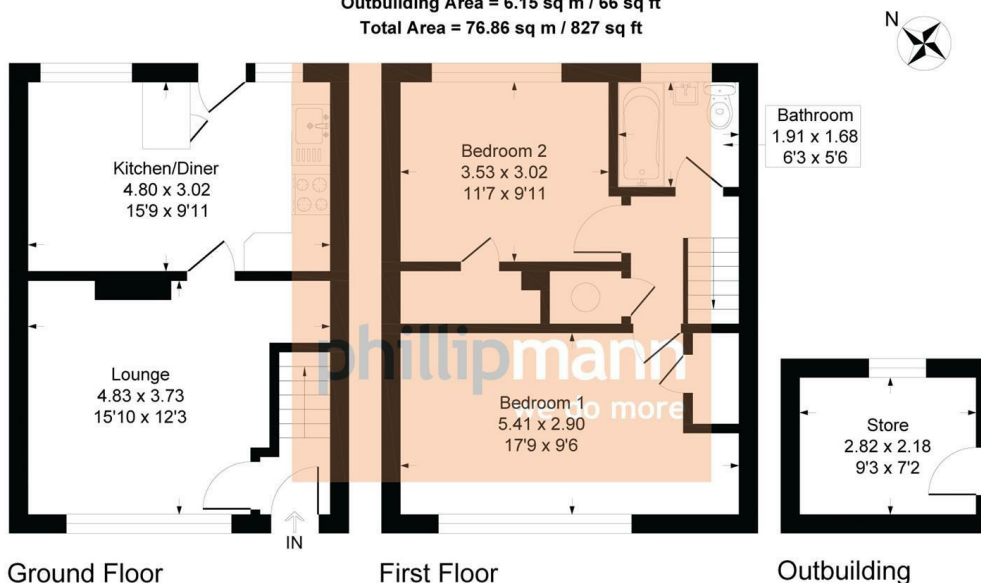 Outbuilding Area = 6.15 sq m / 66 sq ft
Total Area = 76.86 sq m / 827 sq ft
N
Kitchen/Diner
4.80 x 3.02
15'9 x 9'11
Bedroom 2
3.53 x 3.02
11'7 x 9'11
Bathroom
1.91 x 1.68
6'3 x 5'6
phillipmann
we do more
Lounge
4.83 x 3.73
15'10 x 12'3
Bedroom 1
5.41 x 2.90
17'9 x 9'6
Store
2.82 x 2.18
9'3 x 7'2
IN
Ground Floor
First Floor
Outbuilding